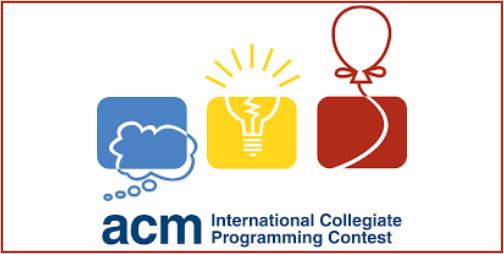 acm International Collegiate
Programming Contest